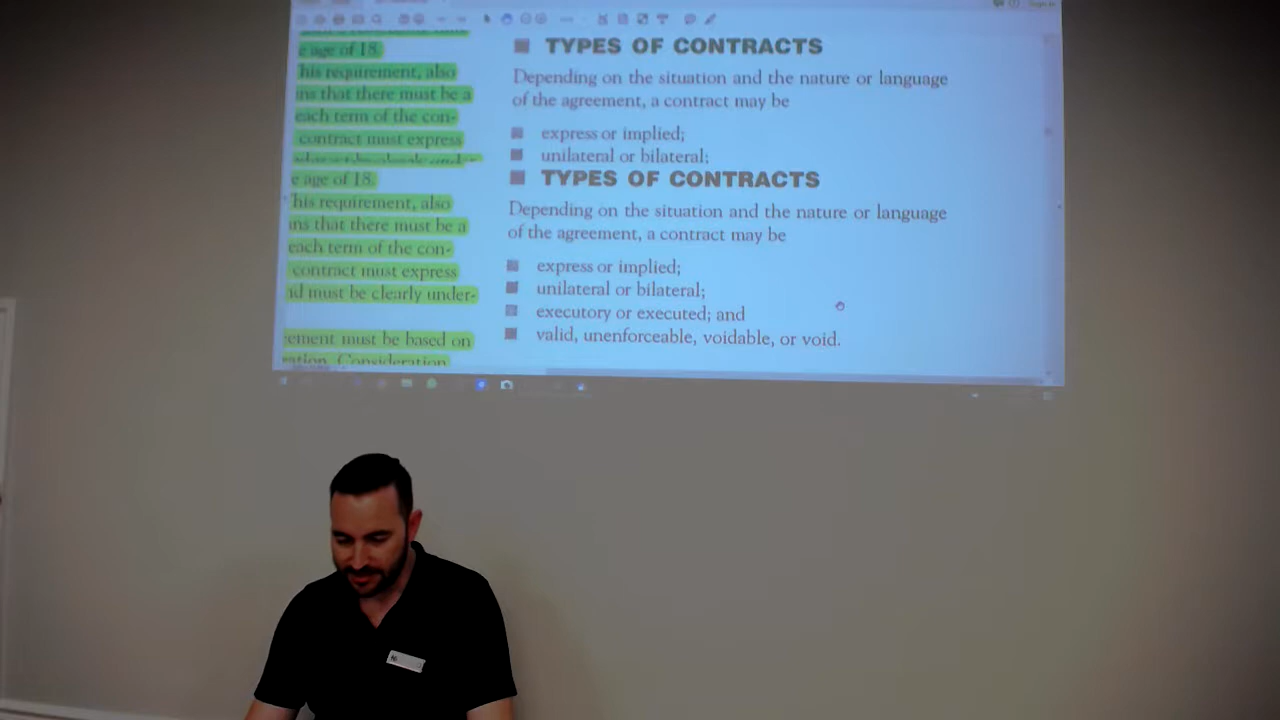 Sign in
e age of 18.
his requirement, also
ins that there must be a
each term of the con-
contract must express
e age of 18.
his requirement, also
ins that there must be a
each term of the con-
contract must express
nd must be clearly under-
ement must be based on
ration. Consideration
TYPES OF CONTRACTS
Depending on the situation and the nature or language
of the agreement, a contract may be
express or implied;
unilateral or bilateral;
TYPES OF CONTRACTS
Depending on the situation and the nature or language
of the agreement, a contract may be
express or implied;
unilateral or bilateral;
executory or executed; and
valid, unenforceable, voidable, or void.